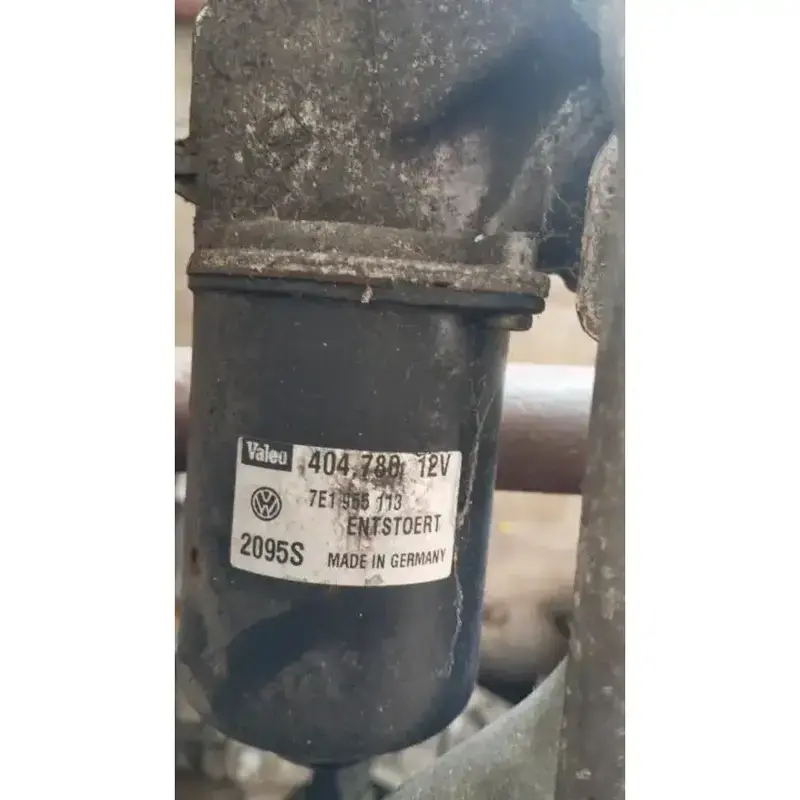 Valeo 404.780 12V
7E1 955 113
ENTSTOERT
2095S MADE IN GERMANY